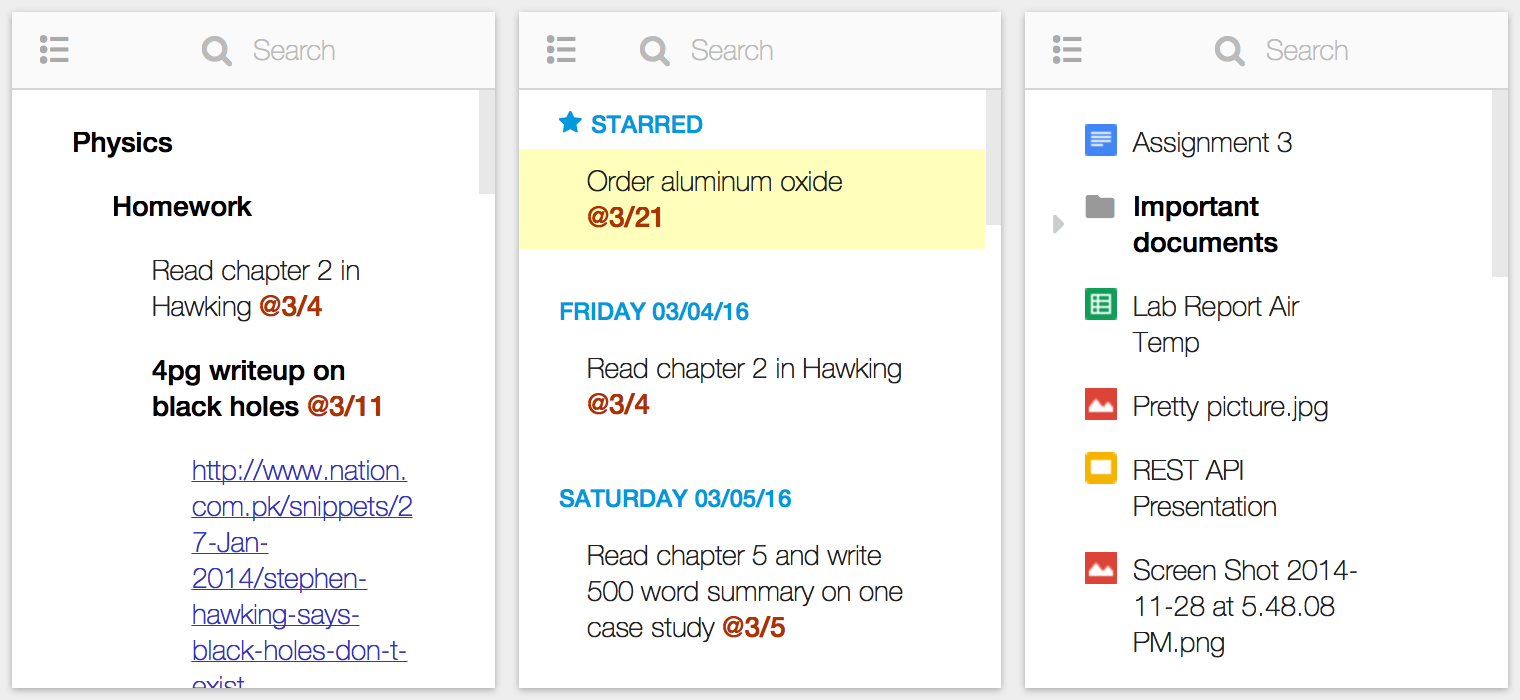 Search
Physics
Homework
Read chapter 2 in
Hawking @3/4
4pg writeup on
black holes @3/11
http://www.nation.
com.pk/snippets/2
7-Jan-
2014/stephen-
hawking-says-
black-holes-don-t-
exist
Search
STARRED
Order aluminum oxide
@3/21
FRIDAY 03/04/16
Read chapter 2 in Hawking
@3/4
SATURDAY 03/05/16
Read chapter 5 and write
500 word summary on one
case study @3/5
Search
Assignment 3
Important
documents
Lab Report Air
Temp
Pretty picture.jpg
REST API
Presentation
Screen Shot 2014-
11-28 at 5.48.08
PM.png